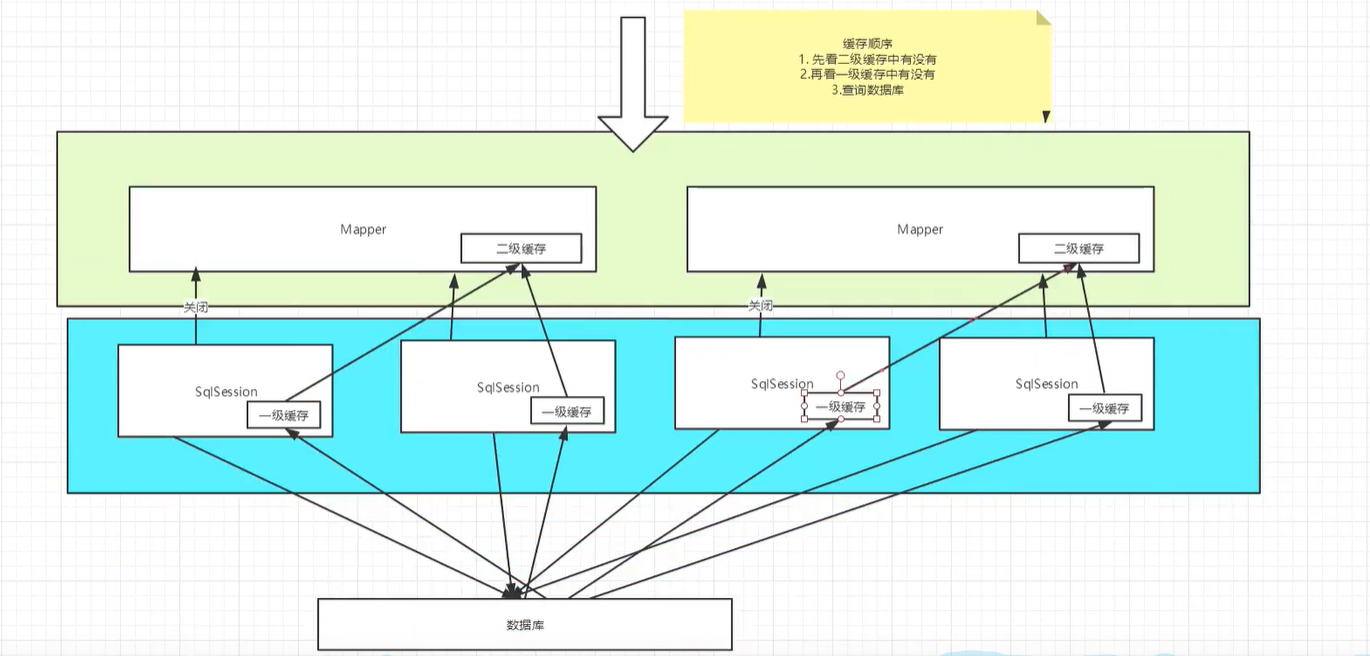 缓存顺序
1. 先看二级缓存中有没有
2.再看一级缓存中有没有
3.查询数据库
Mapper
二级缓存
Mapper
二级缓存
关闭
关闭
SqlSession
一级缓存
SqlSession
一级缓存
SqlSession
一级缓存
SqlSession
一级缓存
数据库